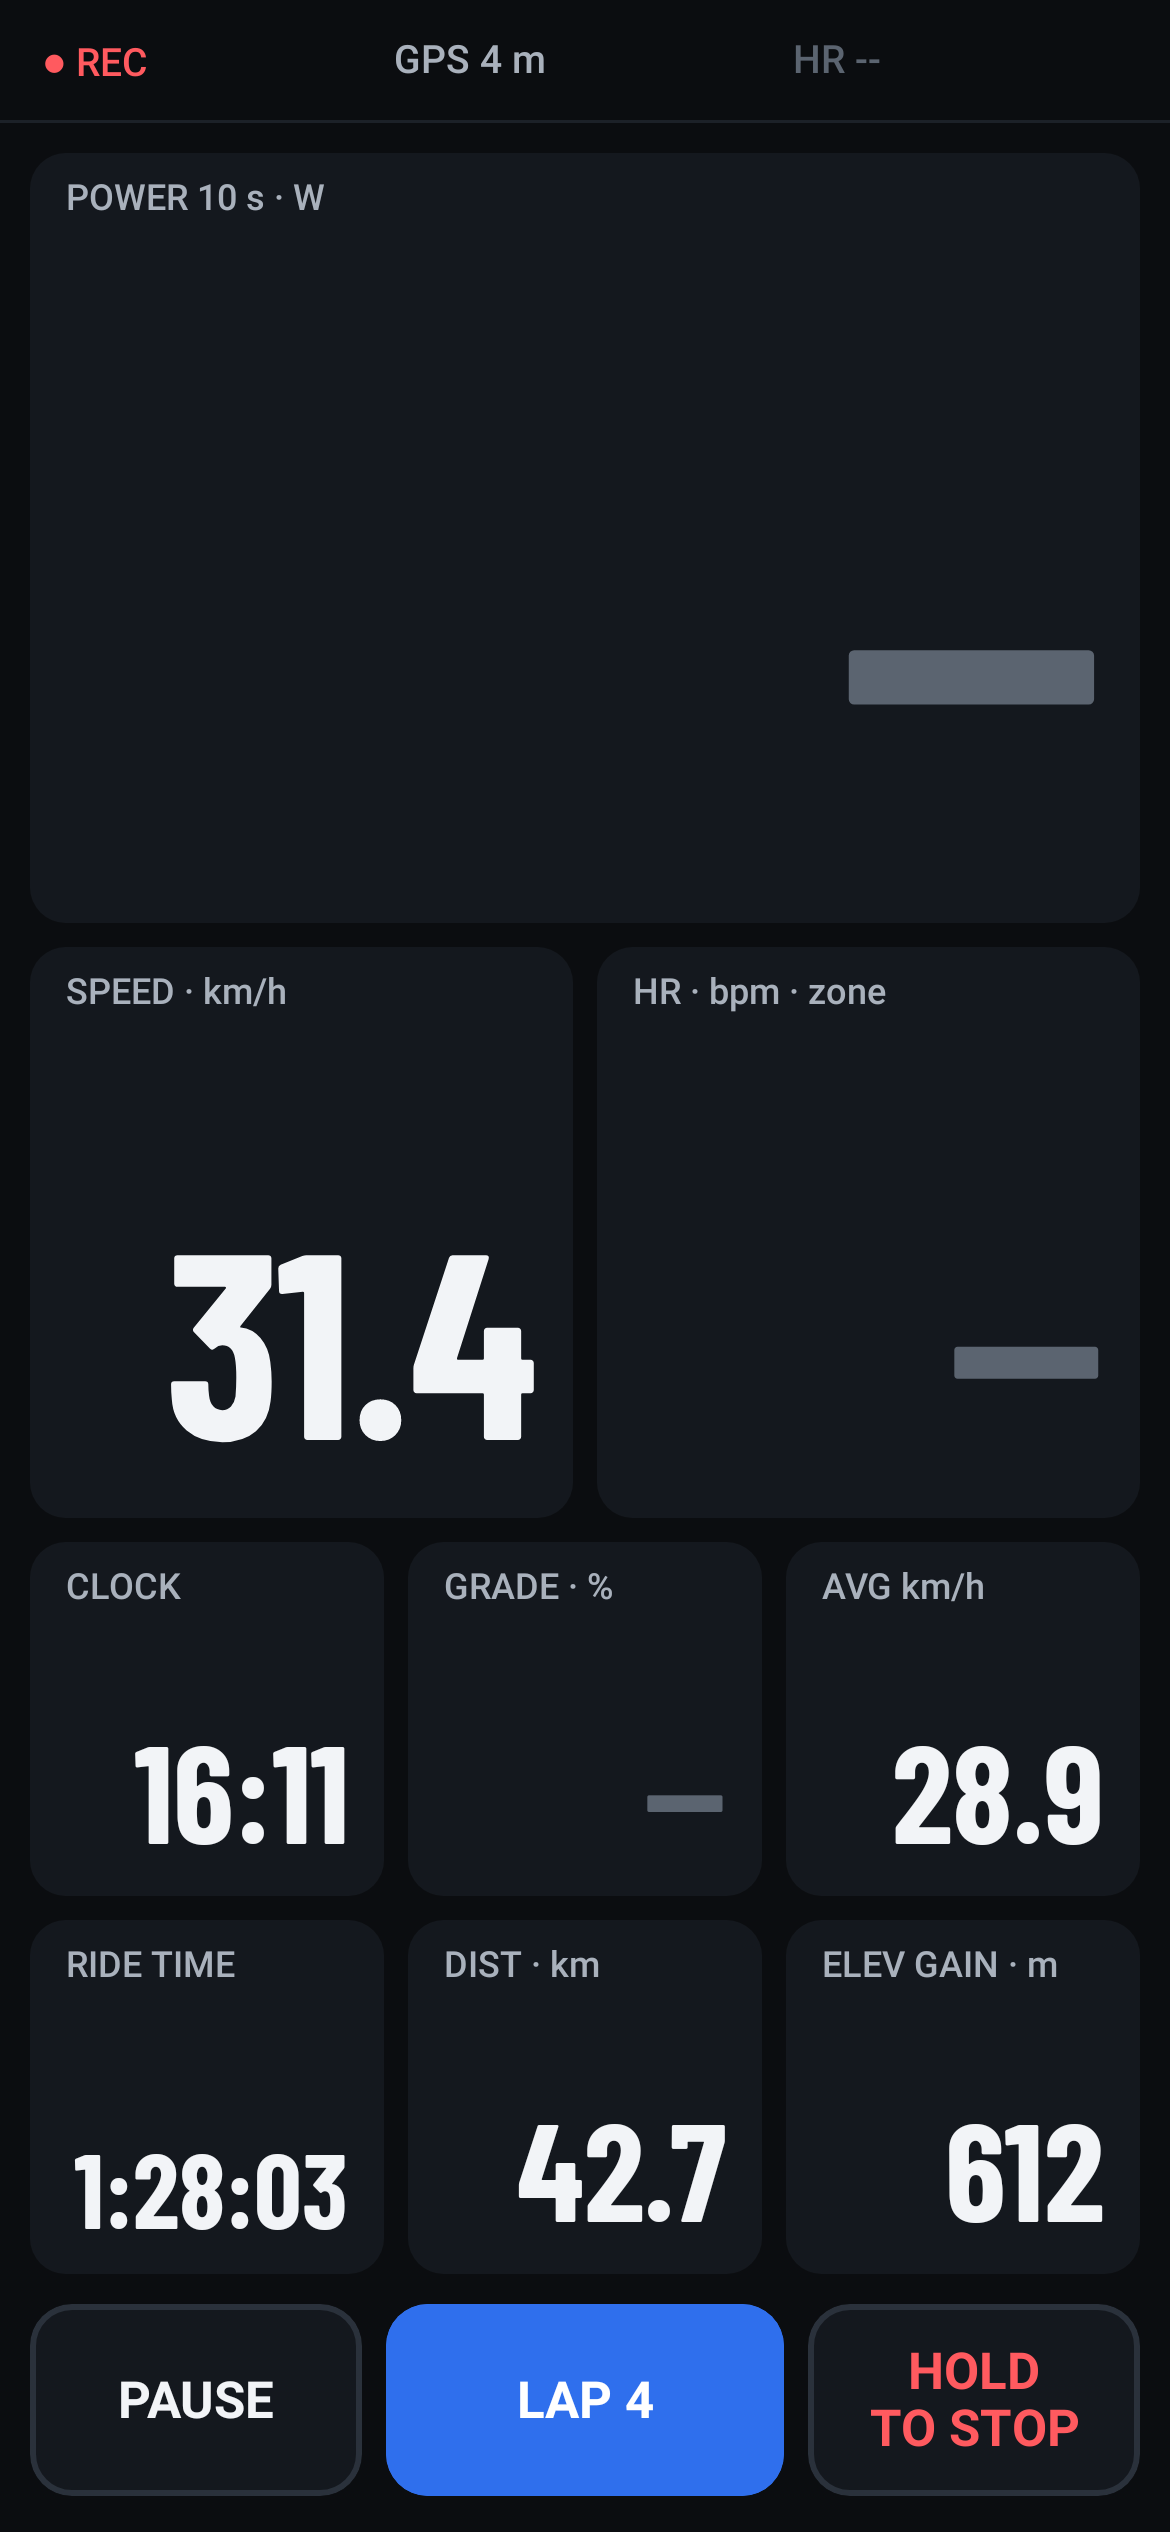 REC
GPS 4 m
HR --
POWER 10 s · W
—
SPEED · km/h
31.4
HR · bpm · zone
—
CLOCK
16:11
GRADE · %
—
AVG km/h
28.9
RIDE TIME
1:28:03
DIST · km
42.7
ELEV GAIN · m
612
PAUSE
LAP 4
HOLD
TO STOP